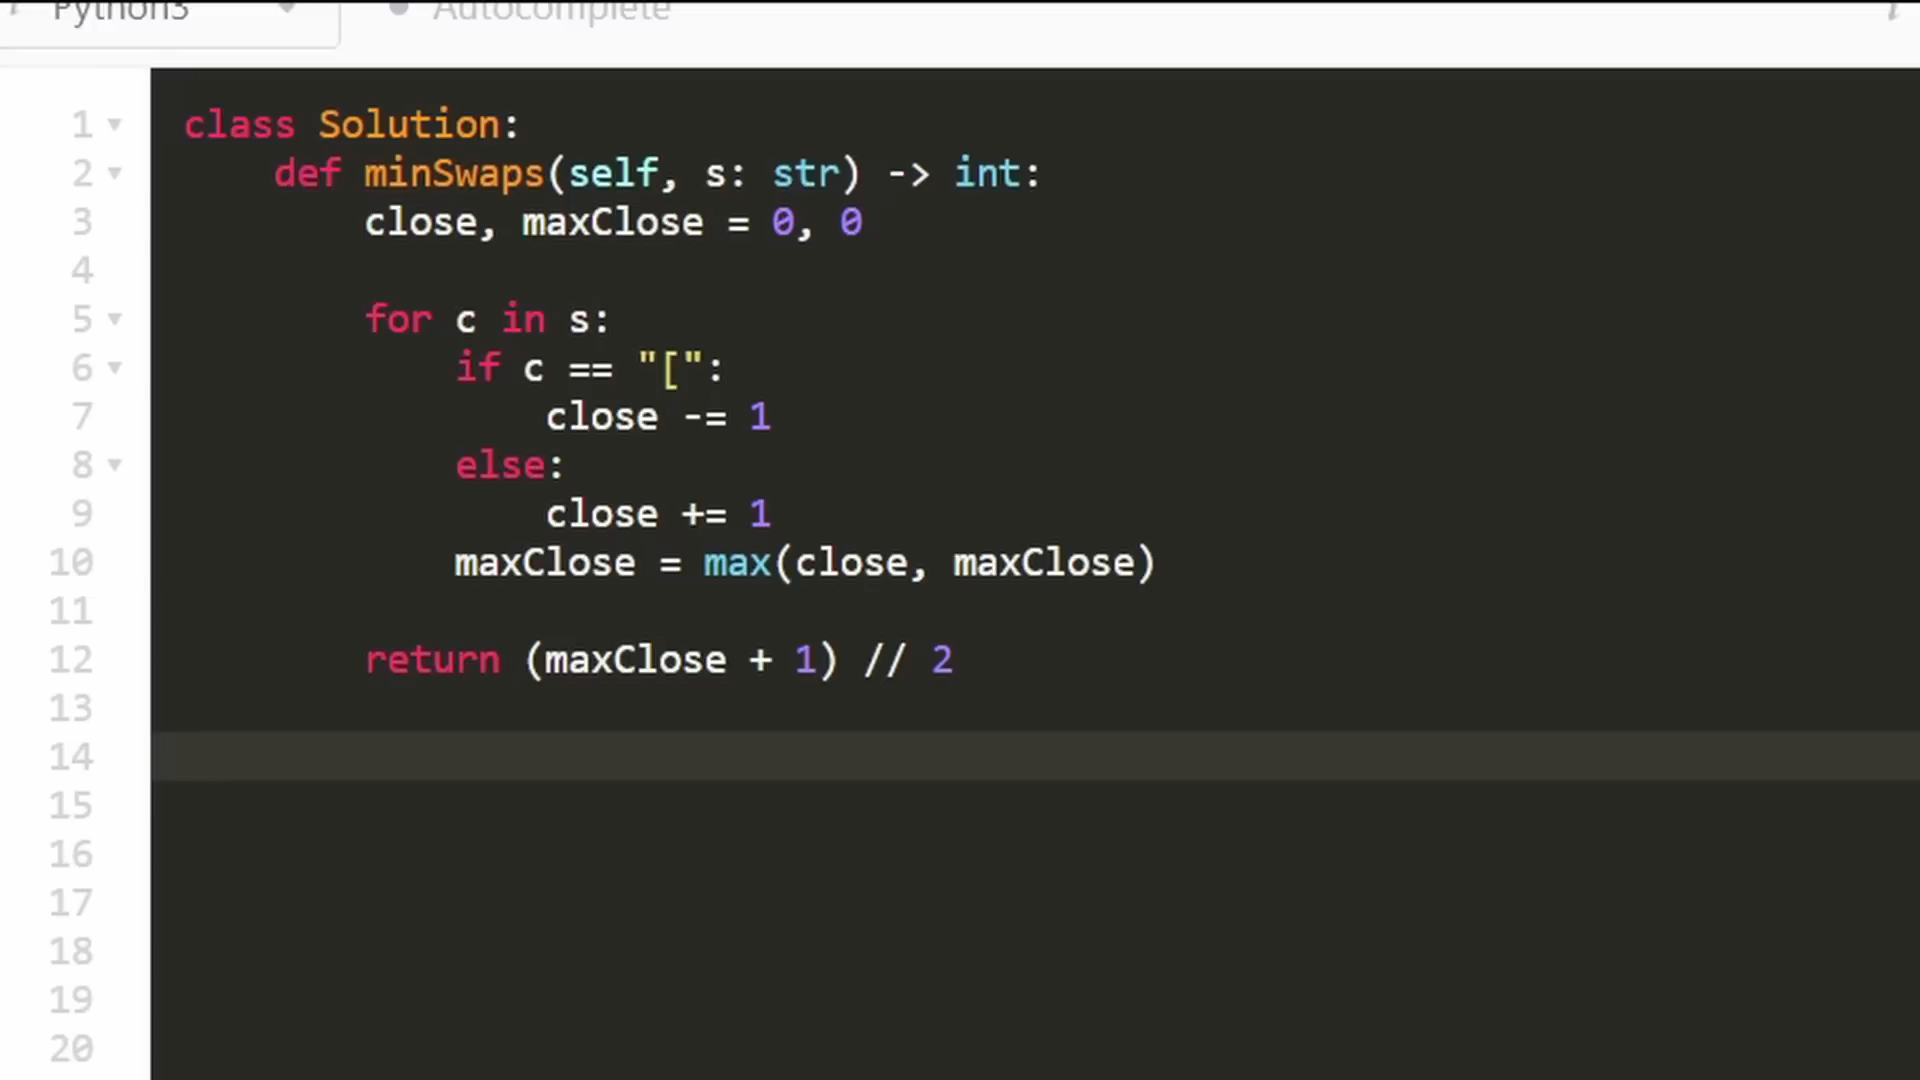 Python3 Autocomplete i
1 class Solution:
2 def minSwaps(self, s: str) -> int:
3 close, maxClose = 0, 0
4
5 for c in s:
6 if c == "[":
7 close -= 1
8 else:
9 close += 1
10 maxClose = max(close, maxClose)
11
12 return (maxClose + 1) // 2
13
14
15
16
17
18
19
20